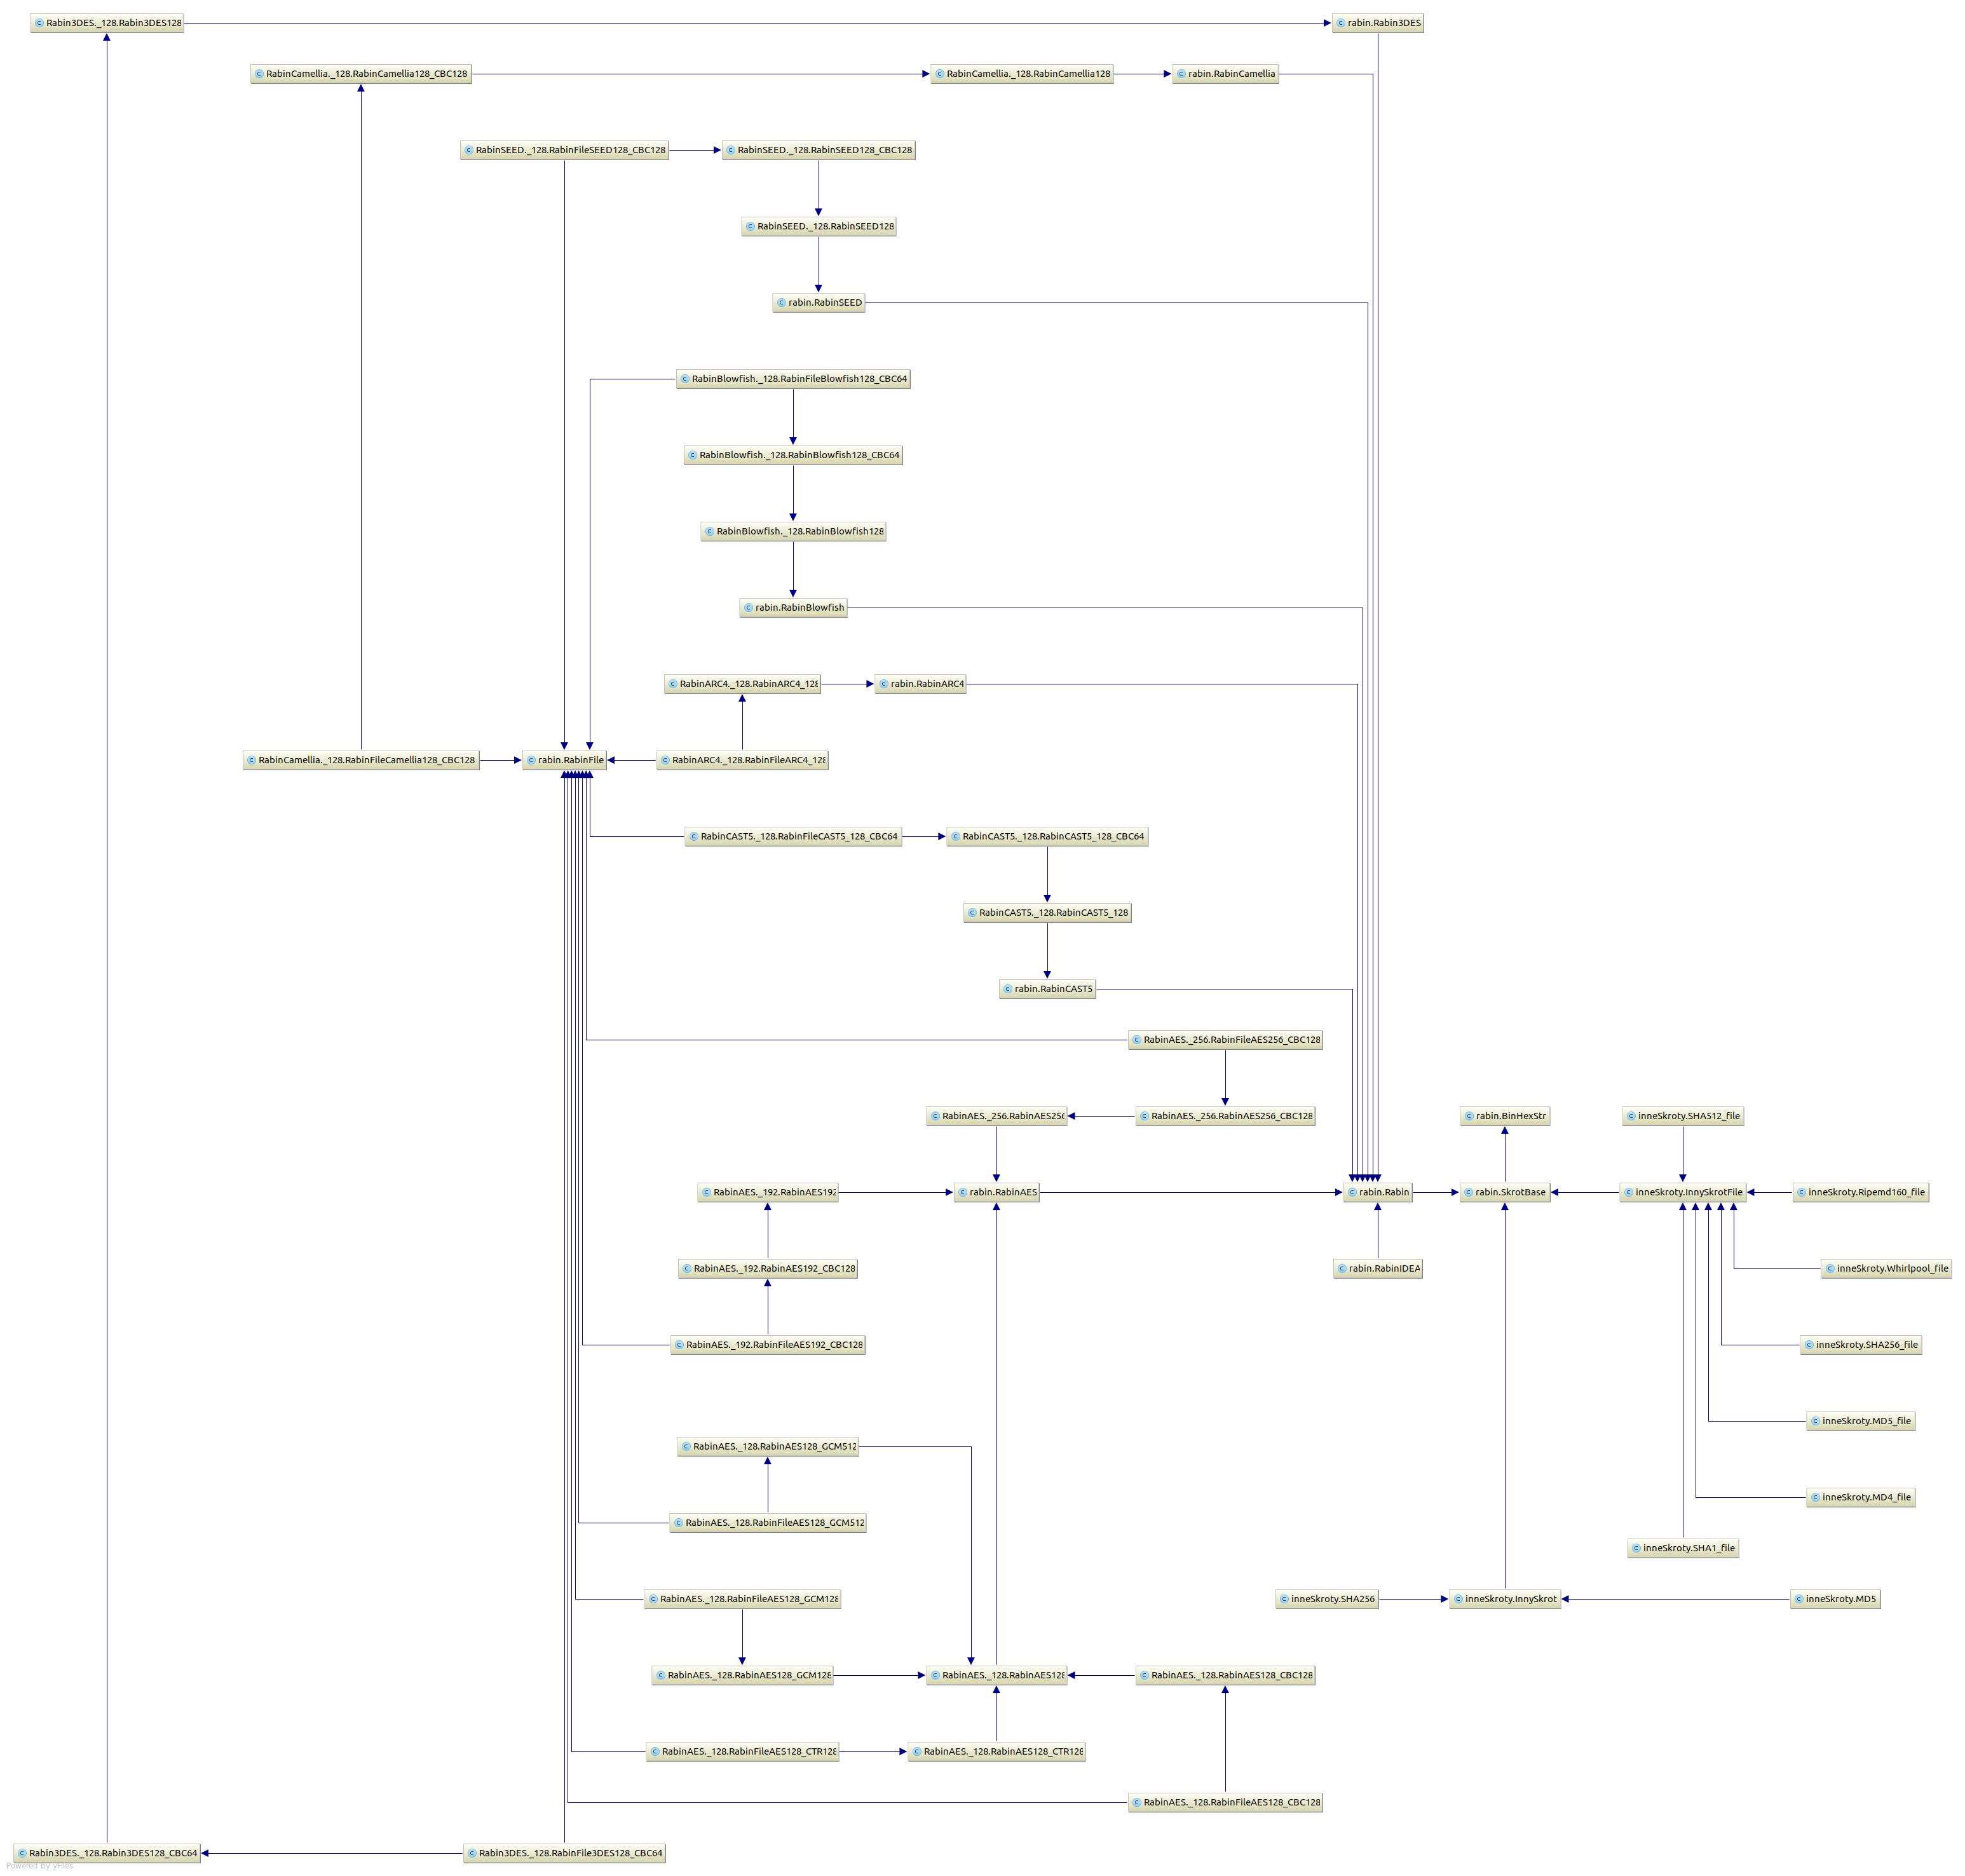 Rabin3DES._128.Rabin3DES128
rabin.Rabin3DES
RabinCamellia._128.RabinCamellia128_CBC128
RabinCamellia._128.RabinCamellia128
rabin.RabinCamellia
RabinSEED._128.RabinFileSEED128_CBC128
RabinSEED._128.RabinSEED128_CBC128
RabinSEED._128.RabinSEED128
rabin.RabinSEED
RabinBlowfish._128.RabinFileBlowfish128_CBC64
RabinBlowfish._128.RabinBlowfish128_CBC64
RabinBlowfish._128.RabinBlowfish128
rabin.RabinBlowfish
RabinARC4._128.RabinARC4_128
rabin.RabinARC4
RabinCamellia._128.RabinFileCamellia128_CBC128
rabin.RabinFile
RabinARC4._128.RabinFileARC4_128
RabinCAST5._128.RabinFileCAST5_128_CBC64
RabinCAST5._128.RabinCAST5_128_CBC64
RabinCAST5._128.RabinCAST5_128
rabin.RabinCAST5
RabinAES._256.RabinFileAES256_CBC128
RabinAES._256.RabinAES256
RabinAES._256.RabinAES256_CBC128
rabin.BinHexStr
inneSkroty.SHA512_file
RabinAES._192.RabinAES192
rabin.RabinAES
rabin.Rabin
rabin.SkrotBase
inneSkroty.InnySkrotFile
inneSkroty.Ripemd160_file
RabinAES._192.RabinAES192_CBC128
rabin.RabinIDEA
inneSkroty.Whirlpool_file
RabinAES._192.RabinFileAES192_CBC128
inneSkroty.SHA256_file
inneSkroty.MD5_file
RabinAES._128.RabinAES128_GCM512
inneSkroty.MD4_file
RabinAES._128.RabinFileAES128_GCM512
inneSkroty.SHA1_file
RabinAES._128.RabinFileAES128_GCM128
inneSkroty.SHA256
inneSkroty.InnySkrot
inneSkroty.MD5
RabinAES._128.RabinAES128_GCM128
RabinAES._128.RabinAES128
RabinAES._128.RabinAES128_CBC128
RabinAES._128.RabinFileAES128_CTR128
RabinAES._128.RabinAES128_CTR128
RabinAES._128.RabinFileAES128_CBC128
Rabin3DES._128.Rabin3DES128_CBC64
Rabin3DES._128.RabinFile3DES128_CBC64
Powered by yFiles